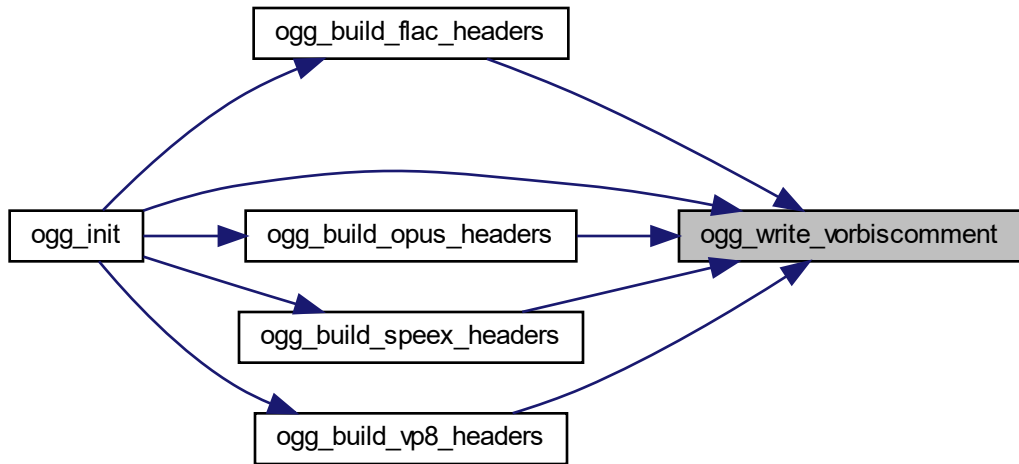 ogg_build_flac_headers
ogg_init
ogg_build_opus_headers
ogg_write_vorbiscomment
ogg_build_speex_headers
ogg_build_vp8_headers